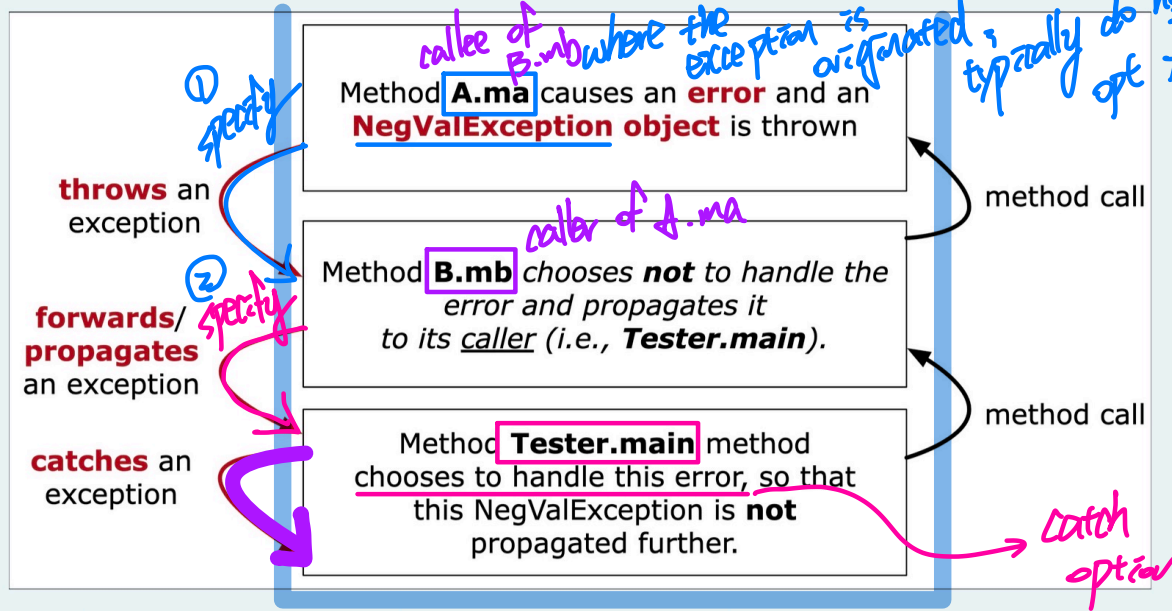 callee of
B.mb
where the
exception is
originated,
typically do
opt
Method A.ma causes an error and an
NegValException object is thrown
① specify
throws an
exception
method call
caller of A.ma
Method B.mb chooses not to handle the
error and propagates it
to its caller (i.e., Tester.main).
② specify
forwards/
propagates
an exception
method call
Method Tester.main method
chooses to handle this error, so that
this NegValException is not
propagated further.
catches an
exception
catch
option